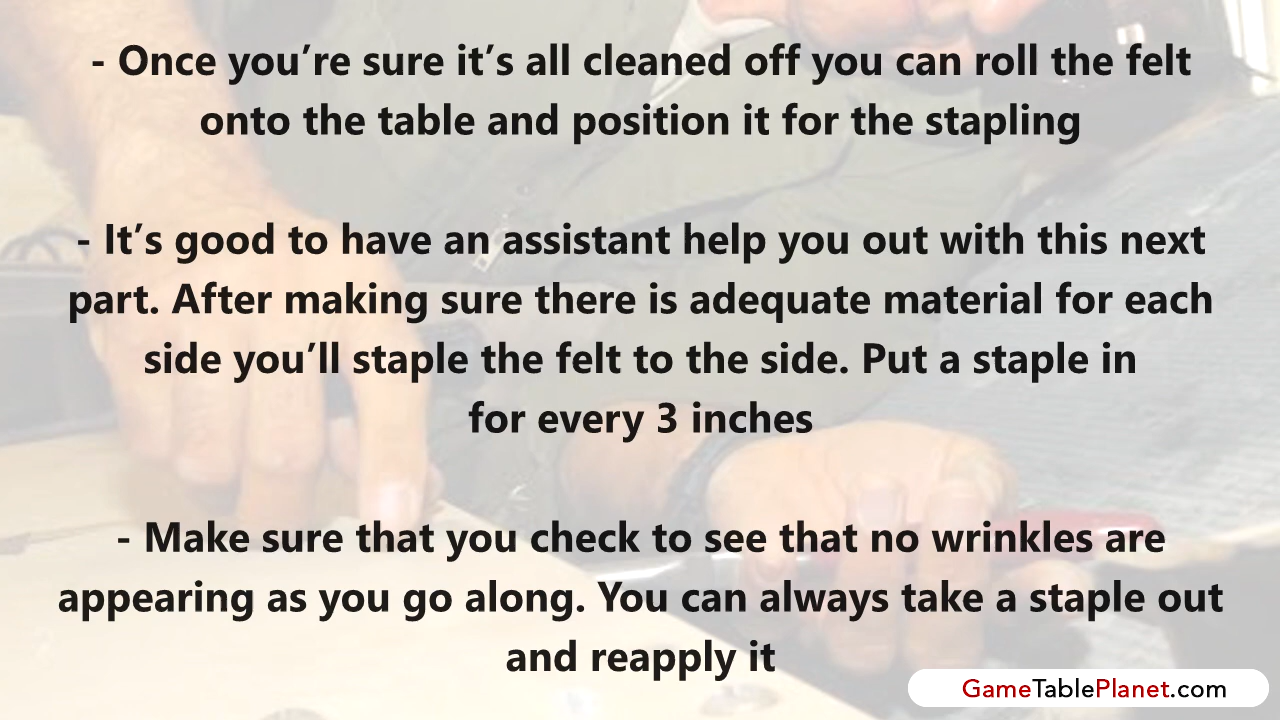 - Once you’re sure it’s all cleaned off you can roll the felt
onto the table and position it for the stapling
- It’s good to have an assistant help you out with this next
part. After making sure there is adequate material for each
side you’ll staple the felt to the side. Put a staple in
for every 3 inches
- Make sure that you check to see that no wrinkles are
appearing as you go along. You can always take a staple out
and reapply it
GameTablePlanet.com